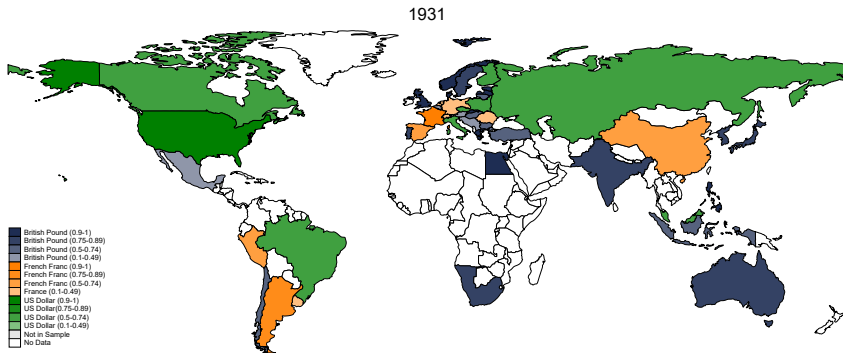 1931
British Pound (0.9-1)
British Pound (0.75-0.89)
British Pound (0.5-0.74)
British Pound (0.1-0.49)
French Franc (0.9-1)
French Franc (0.75-0.89)
French Franc (0.5-0.74)
France (0.1-0.49)
US Dollar (0.9-1)
US Dollar(0.75-0.89)
US Dollar (0.5-0.74)
US Dollar (0.1-0.49)
Not in Sample
No Data